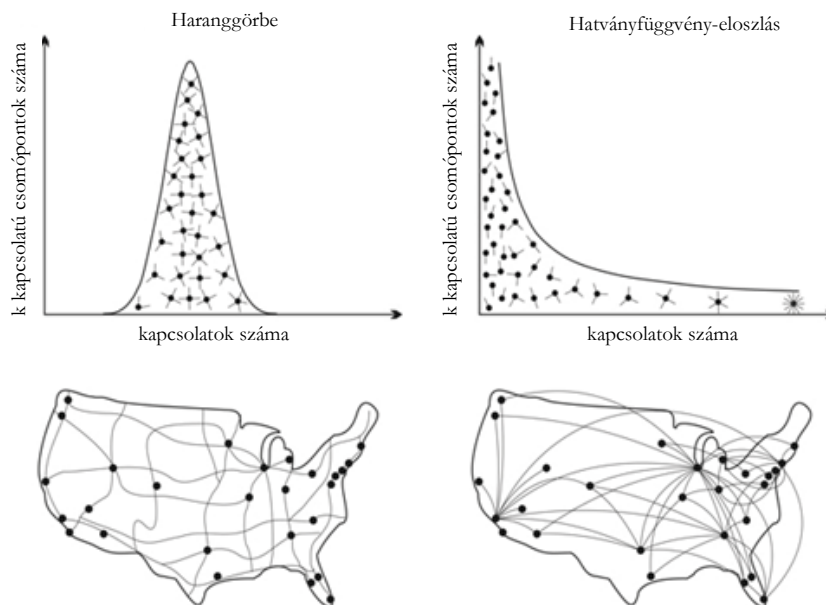 Haranggörbe
k kapcsolatú csomópontok száma
kapcsolatok száma
Hatványfüggvény-eloszlás
k kapcsolatú csomópontok száma
kapcsolatok száma